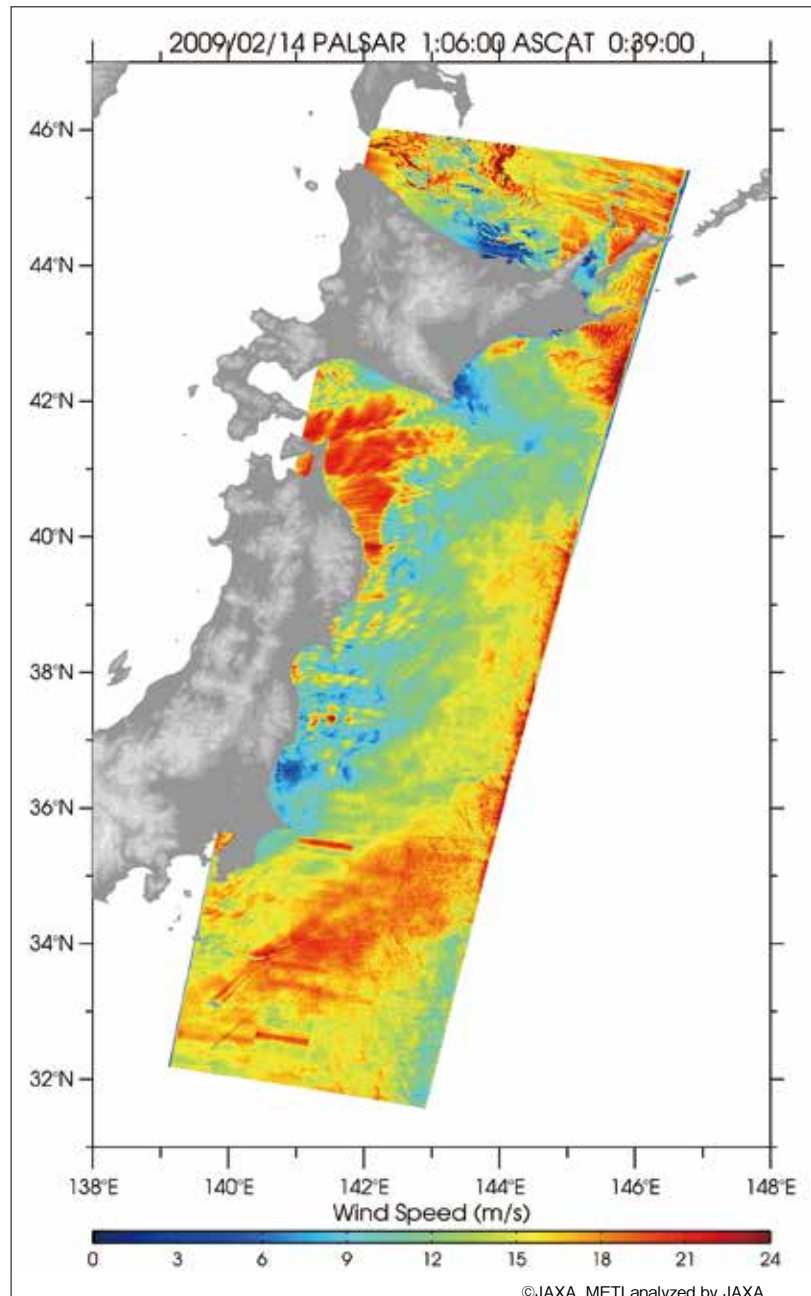 2009/02/14 PALSAR 1:06:00 ASCAT 0:39:00
46°N
44°N
42°N
40°N
38°N
36°N
34°N
32°N
138°E 140°E 142°E 144°E 146°E 148°E
Wind Speed (m/s)
0 3 6 9 12 15 18 21 24
©JAXA, METI analyzed by JAXA